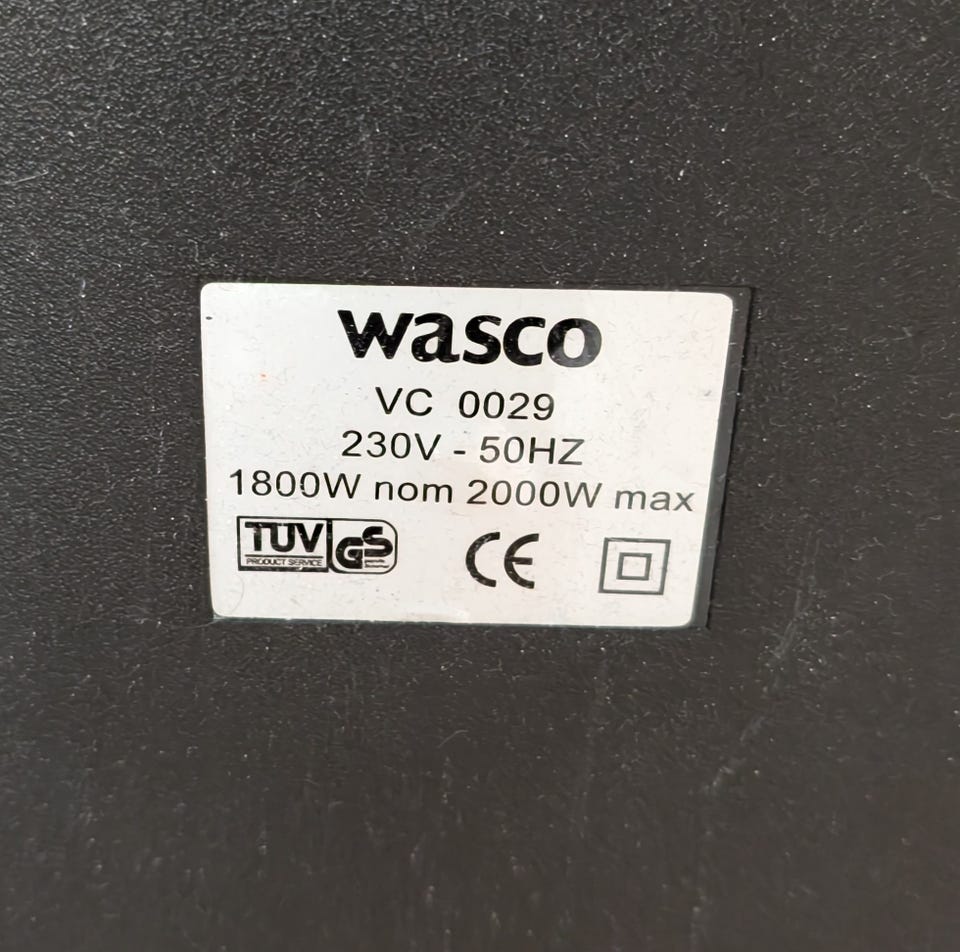 wasco
VC 0029
230V - 50HZ
1800W nom 2000W max
TUV
PRODUCT SERVICE
GS
CE